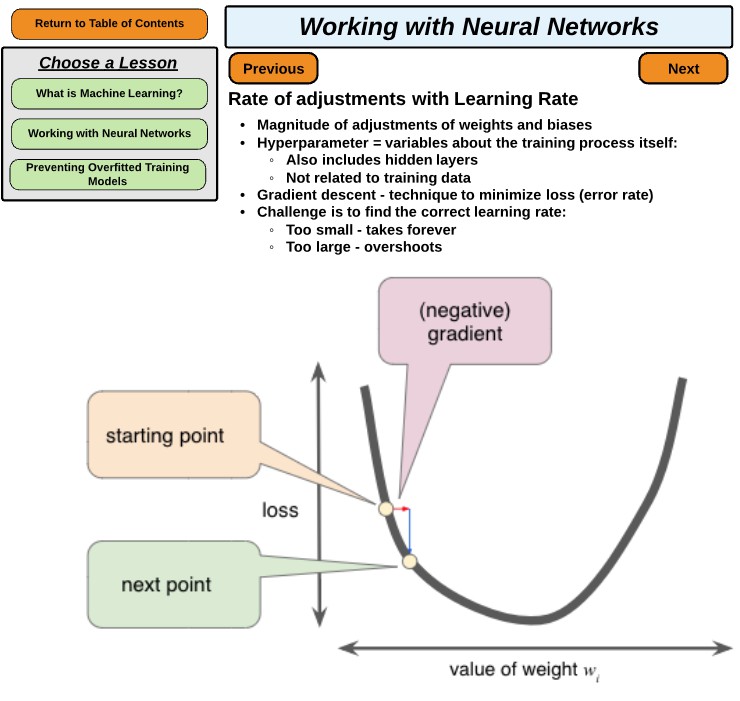 Return to Table of Contents
Working with Neural Networks
Choose a Lesson
What is Machine Learning?
Working with Neural Networks
Preventing Overfitted Training
Models
Previous
Next
Rate of adjustments with Learning Rate
• Magnitude of adjustments of weights and biases
• Hyperparameter = variables about the training process itself:
◦ Also includes hidden layers
◦ Not related to training data
• Gradient descent - technique to minimize loss (error rate)
• Challenge is to find the correct learning rate:
◦ Too small - takes forever
◦ Too large - overshoots
(negative)
gradient
starting point
loss
next point
value of weight wᵢ